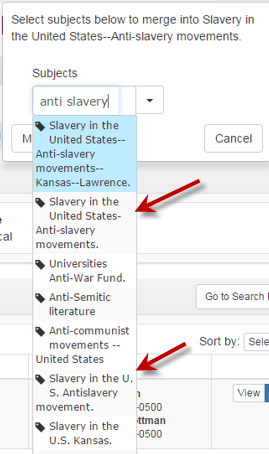 Select subjects below to merge into Slavery in
the United States--Anti-slavery movements.
Subjects
anti slavery
M
Cancel
Slavery in the
United States--
Anti-slavery
movements--
Kansas--Lawrence.
Slavery in the
United States-
Anti-slavery
movements.
Universities
Anti-War Fund.
Anti-Semitic
literature
Anti-communist
movements --
United States
Slavery in the U.
S. Antislavery
movement.
Slavery in the
U.S. Kansas.
e
cal
Go to Search
Sort by:
Sele
n
-0500
ottman
-0500
View